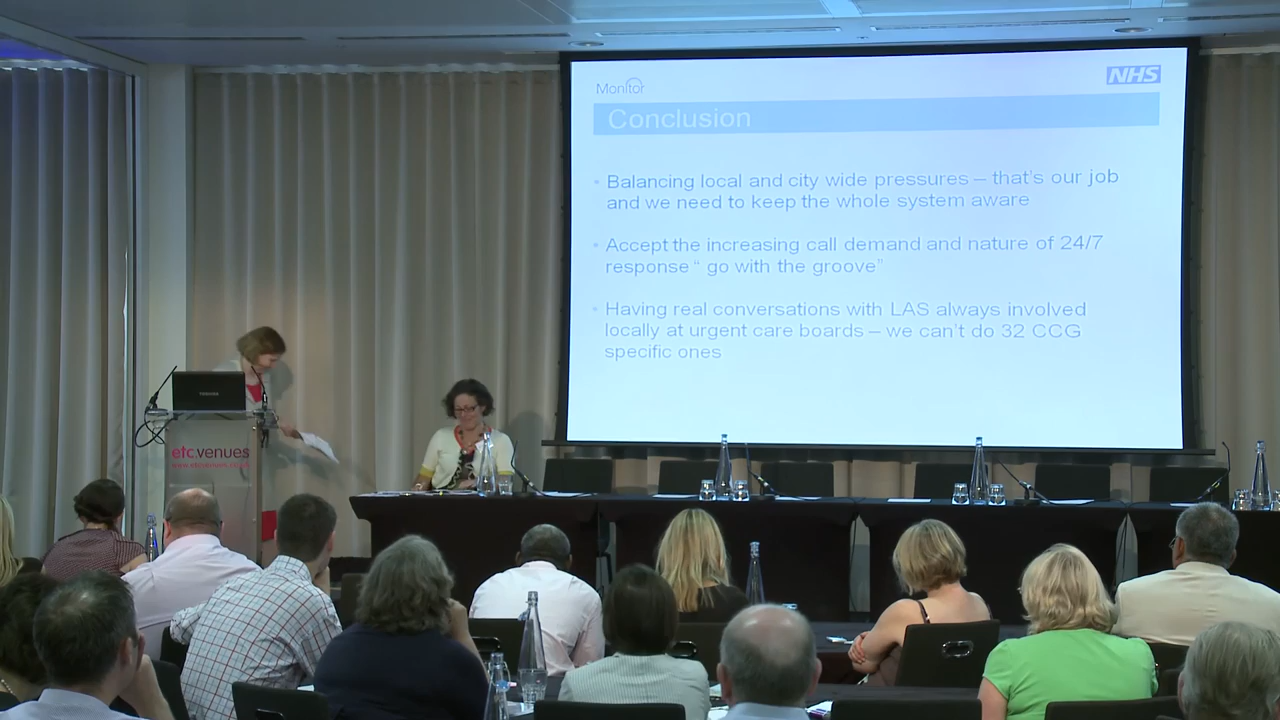 Monitor
NHS
Conclusion
• Balancing local and city wide pressures – that's our job
and we need to keep the whole system aware
• Accept the increasing call demand and nature of 24/7
response “ go with the groove”
• Having real conversations with LAS always involved
locally at urgent care boards – we can't do 32 CCG
specific ones
TOSHIBA
etc.venues